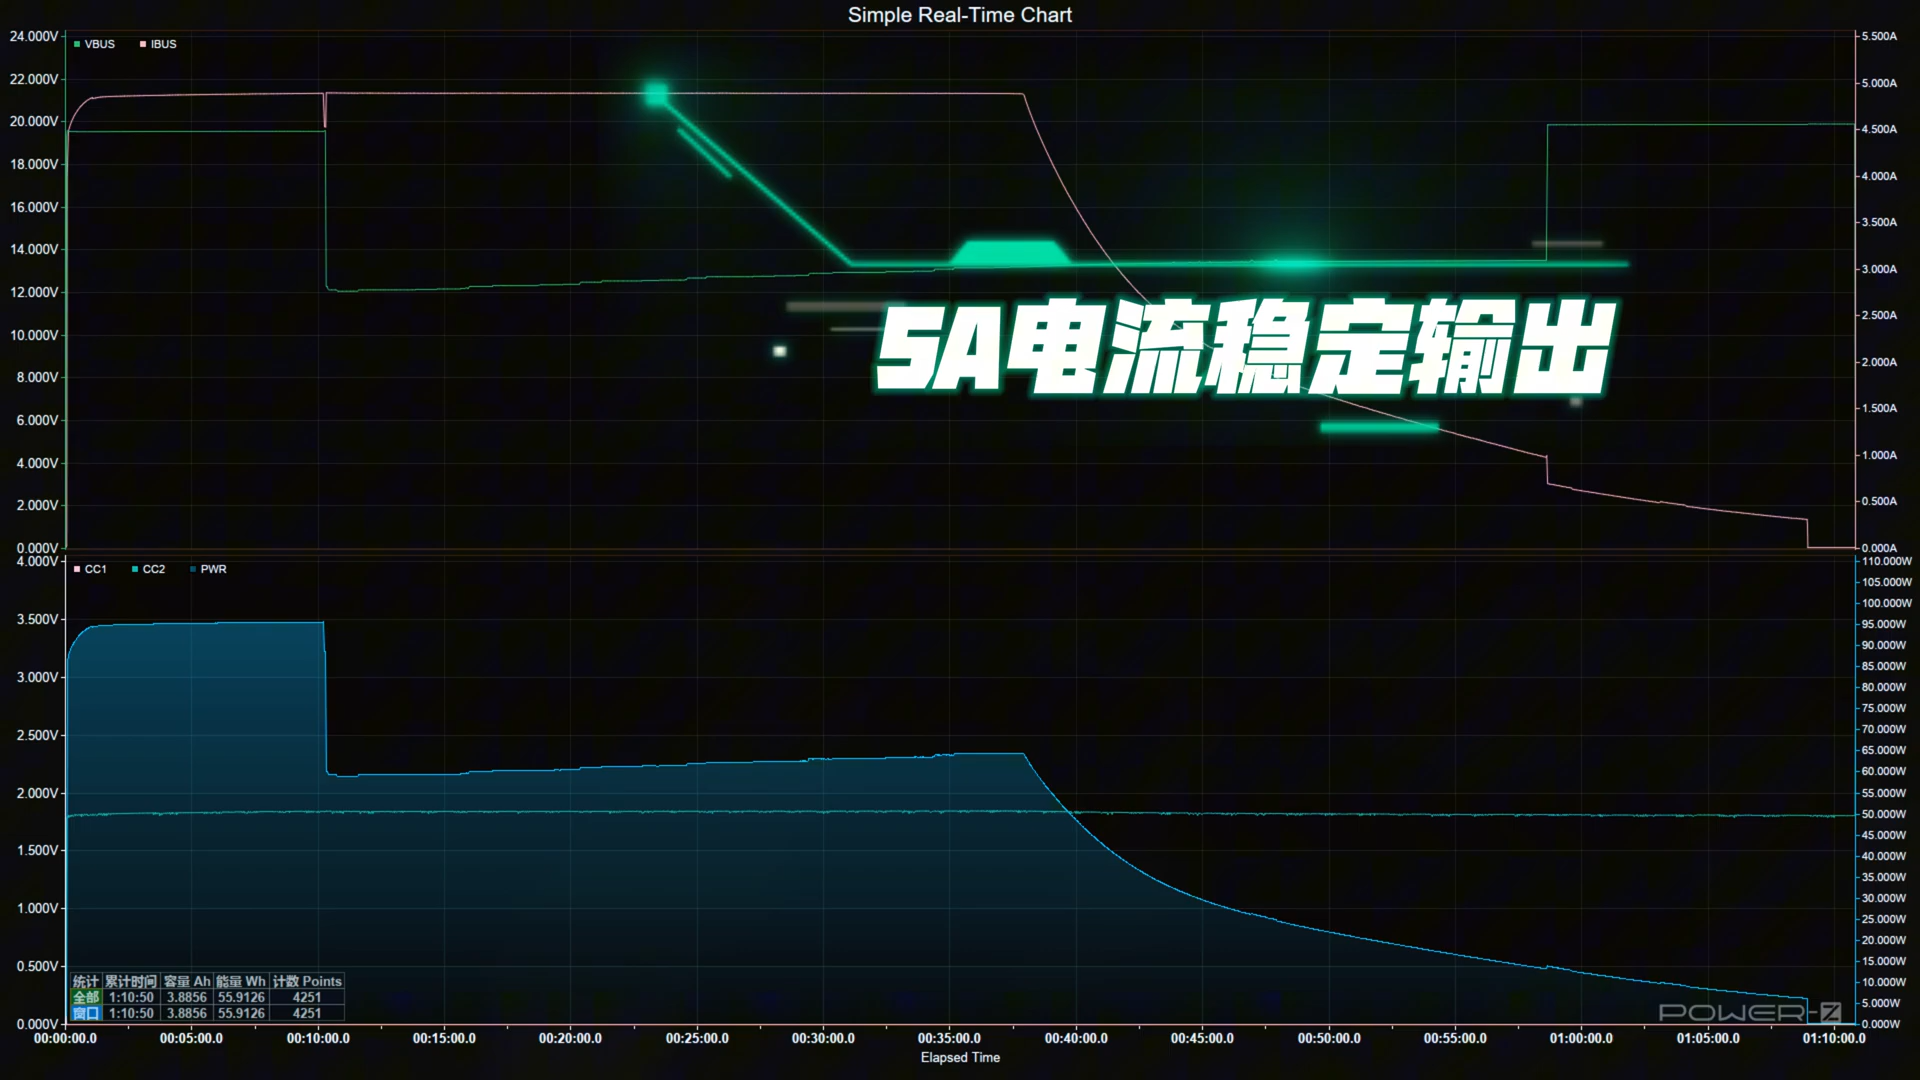 Simple Real-Time Chart
VBUS IBUS
24.000V
22.000V
20.000V
18.000V
16.000V
14.000V
12.000V
10.000V
8.000V
6.000V
4.000V
2.000V
0.000V
5.500A
5.000A
4.500A
4.000A
3.500A
3.000A
2.500A
2.000A
1.500A
1.000A
0.500A
0.000A
5A电流稳定输出
CC1 CC2 PWR
4.000V
3.500V
3.000V
2.500V
2.000V
1.500V
1.000V
0.500V
0.000V
110.000W
105.000W
100.000W
95.000W
90.000W
85.000W
80.000W
75.000W
70.000W
65.000W
60.000W
55.000W
50.000W
45.000W
40.000W
35.000W
30.000W
25.000W
20.000W
15.000W
10.000W
5.000W
0.000W
统计 累计时间 容量 Ah 能量 Wh 计数 Points
全部 1:10:50 3.8856 55.9126 4251
窗口 1:10:50 3.8856 55.9126 4251
POWER-Z
00:00:00.0 00:05:00.0 00:10:00.0 00:15:00.0 00:20:00.0 00:25:00.0 00:30:00.0 00:35:00.0 00:40:00.0 00:45:00.0 00:50:00.0 00:55:00.0 01:00:00.0 01:05:00.0 01:10:00.0
Elapsed Time